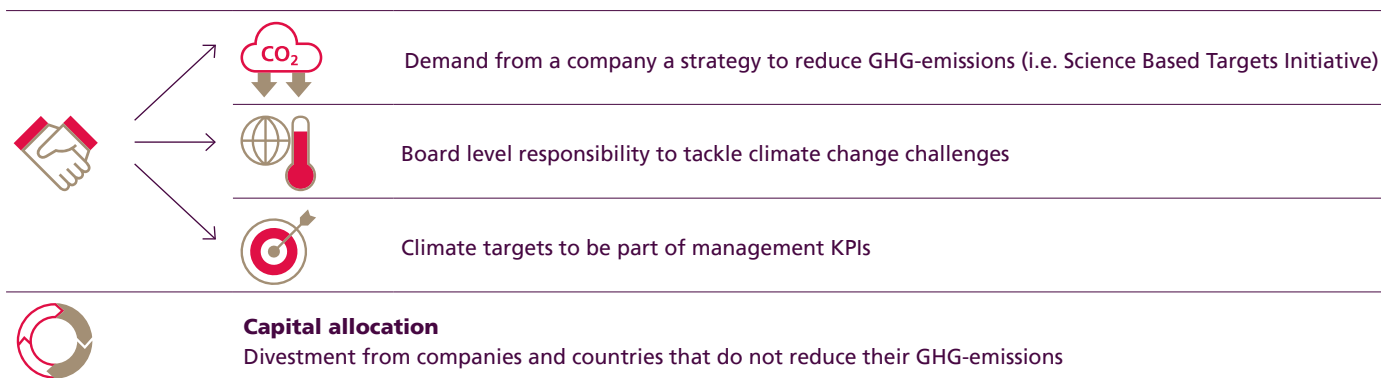 CO₂
Demand from a company a strategy to reduce GHG-emissions (i.e. Science Based Targets Initiative)
Board level responsibility to tackle climate change challenges
Climate targets to be part of management KPIs
Capital allocation
Divestment from companies and countries that do not reduce their GHG-emissions